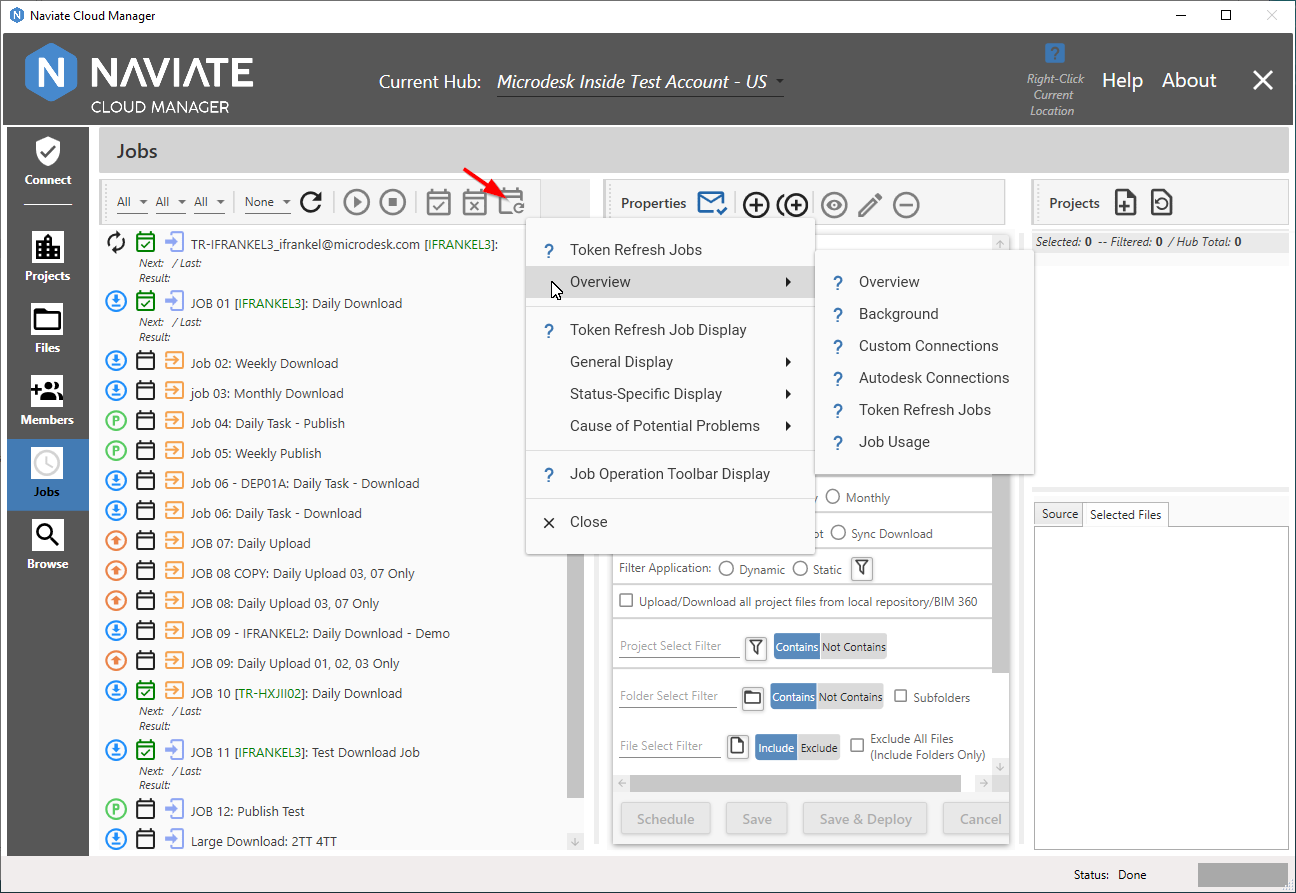 Naviate Cloud Manager
N NAVIATE
CLOUD MANAGER
Current Hub: Microdesk Inside Test Account - US
?
Right-Click
Current
Location
Help About
Connect
Projects
Files
Members
Jobs
Browse
Jobs
All All All None
Properties
Projects
Selected: 0 -- Filtered: 0 / Hub Total: 0
TR-IFRANKEL3_ifrankel@microdesk.com [IFRANKEL3]:
Next: / Last:
Result:
JOB 01 [IFRANKEL3]: Daily Download
Next: / Last:
Result:
Job 02: Weekly Download
job 03: Monthly Download
P Job 04: Daily Task - Publish
P Job 05: Weekly Publish
Job 06 - DEP01A: Daily Task - Download
Job 06: Daily Task - Download
JOB 07: Daily Upload
JOB 08 COPY: Daily Upload 03, 07 Only
JOB 08: Daily Upload 03, 07 Only
JOB 09 - IFRANKEL2: Daily Download - Demo
JOB 09: Daily Upload 01, 02, 03 Only
JOB 10 [TR-HXJII02]: Daily Download
Next: / Last:
Result:
JOB 11 [IFRANKEL3]: Test Download Job
Next: / Last:
Result:
P JOB 12: Publish Test
Large Download: 2TT 4TT
? Token Refresh Jobs
Overview
? Token Refresh Job Display
General Display
Status-Specific Display
Cause of Potential Problems
? Job Operation Toolbar Display
Close
? Overview
? Background
? Custom Connections
? Autodesk Connections
? Token Refresh Jobs
? Job Usage
Monthly
Sync Download
Filter Application: Dynamic Static
Upload/Download all project files from local repository/BIM 360
Project Select Filter Contains Not Contains
Folder Select Filter Contains Not Contains Subfolders
File Select Filter Include Exclude Exclude All Files
(Include Folders Only)
Schedule Save Save & Deploy Cancel
Source Selected Files
Status: Done